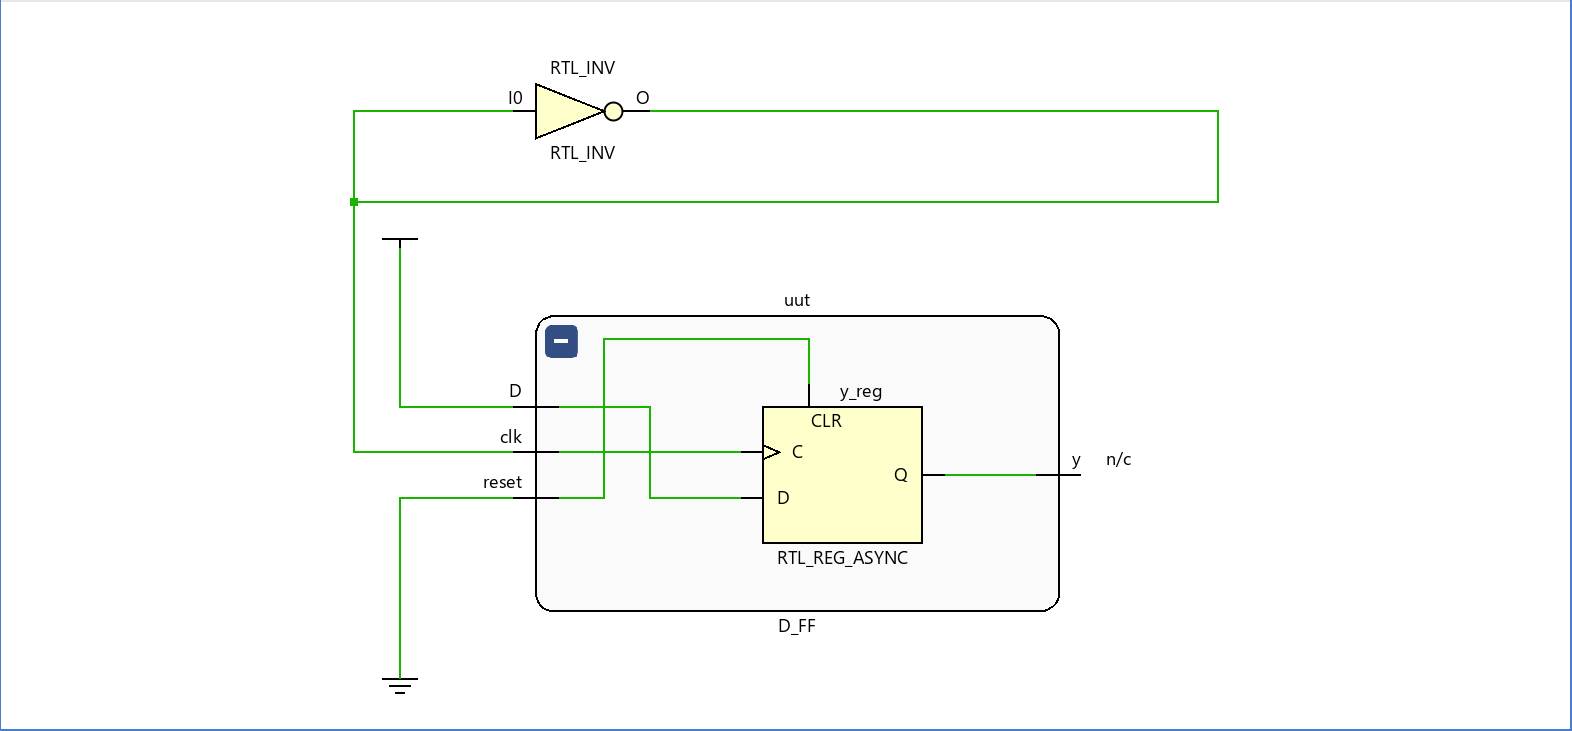 RTL_INV
I0
O
RTL_INV
uut
D
y_reg
CLR
clk
C
y
n/c
Q
reset
D
RTL_REG_ASYNC
D_FF